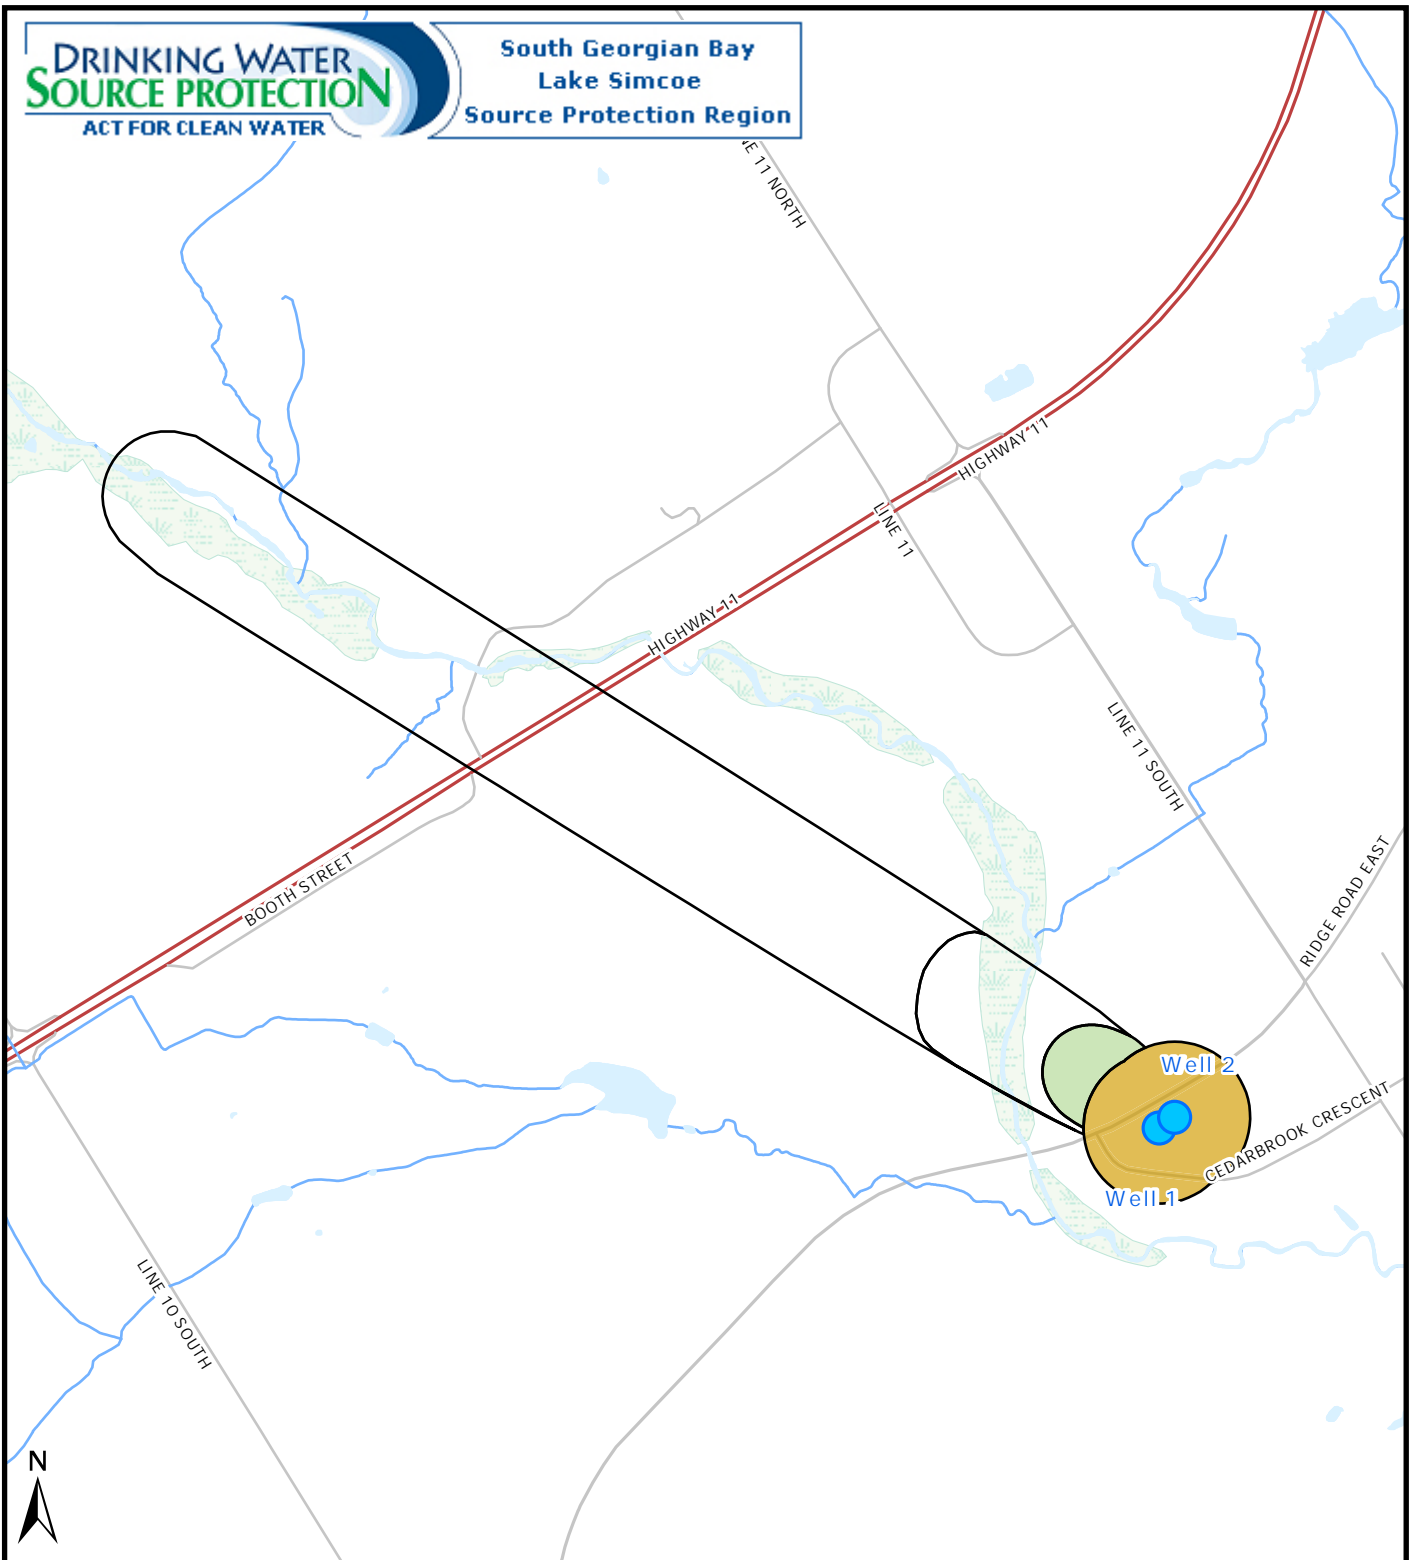 DRINKING WATER
SOURCE PROTECTION
ACT FOR CLEAN WATER
South Georgian Bay
Lake Simcoe
Source Protection Region
NE 11 NORTH
HIGHWAY 11
LINE 11
HIGHWAY 11
LINE 11 SOUTH
BOOTH STREET
RIDGE ROAD EAST
Well 2
CEDARBROOK CRESCENT
Well 1
LINE 10 SOUTH
N